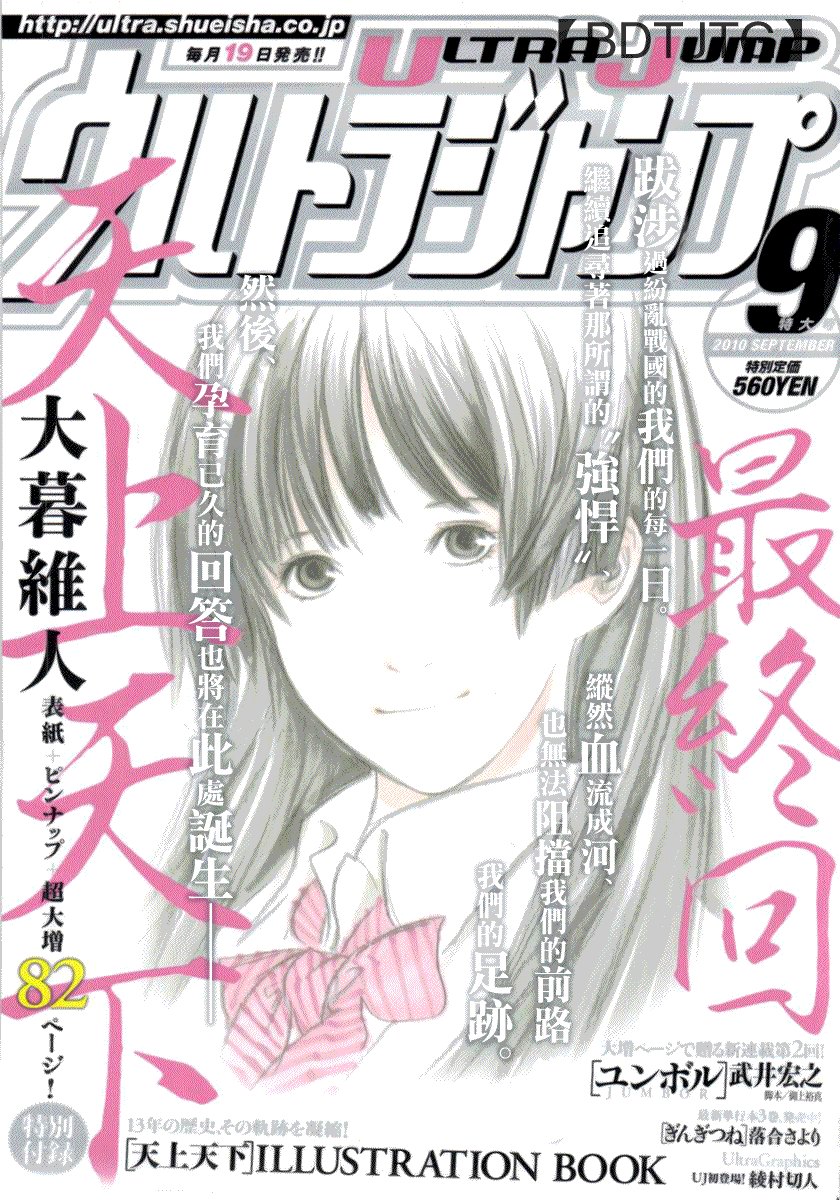 http://ultra.shueisha.co.jp
【BDTJTG】
毎月19日発売!!
ULTRA JUMP
ウルトラジャンプ
9
特大号
2010 SEPTEMBER
特別定価
560YEN
跋涉過紛亂戰國的我們的每一日。
繼續追尋著那所謂的“強悍”、
縱然血流成河、
也無法阻擋我們的前路
我們的足跡。
然後、
我們孕育已久的回答也將在此處誕生——
最終回
天上天下
大暮維人
表紙+ピンナップ+超大増
82ページ!
特別付録
13年の歴史、その軌跡を凝縮!
[天上天下]ILLUSTRATION BOOK
大増ページで贈る新連載第2回!
[ユンボル]武井宏之
JUMBOR
脚本/御上裕真
最新単行本3巻、発売中!
[ぎんぎつね]落合さより
UltraGraphics
UJ初登場! 綾村切人